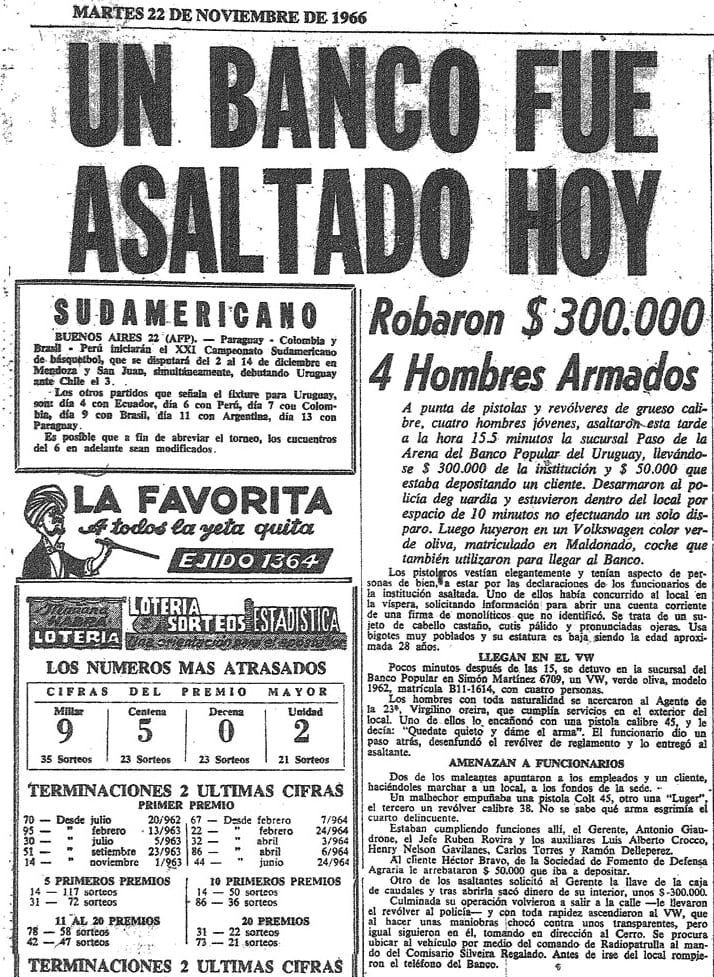 MARTES 22 DE NOVIEMBRE DE 1966
UN BANCO FUE
ASALTADO HOY
SUDAMERICANO
BUENOS AIRES 22 (AFP). — Paraguay - Colombia y
Brasil - Perú iniciarán el XXI Campeonato Sudamericano
de básquetbol, que se disputará del 2 al 14 de diciembre en
Mendoza y San Juan, simultáneamente, debutando Uruguay
ante Chile el 3.
Los otros partidos que señala el fixture para Uruguay,
son: día 4 con Ecuador, día 6 con Perú, día 7 con Colom-
bia, día 9 con Brasil, día 11 con Argentina, día 13 con
Paraguay.
Es posible que a fin de abreviar el torneo, los encuentros
del 6 en adelante sean modificados.
LA FAVORITA
A todos la yeta quita
EJIDO 1364
Mañana
HABRA
LOTERIA
LOTERIA
SORTEOS
ESTADISTICA
Una orientación para el apostador
LOS NUMEROS MAS ATRASADOS
CIFRAS DEL PREMIO MAYOR
Millar Centena Decena Unidad
9 5 0 2
35 Sorteos 23 Sorteos 23 Sorteos 21 Sorteos
TERMINACIONES 2 ULTIMAS CIFRAS
PRIMER PREMIO
70 — Desde julio 20/962 67 — Desde febrero 7/964
95 — " febrero 13/963 22 — " febrero 24/964
30 — " julio 5/963 32 — " abril 3/964
51 — " setiembre 23/963 86 — " abril 6/964
14 — " noviembre 1/963 44 — " junio 24/964
5 PRIMEROS PREMIOS 10 PRIMEROS PREMIOS
14 — 117 sorteos 14 — 50 sorteos
31 — 72 sorteos 86 — 36 sorteos
11 AL 20 PREMIOS 20 PREMIOS
78 — 58 sorteos 31 — 22 sorteos
42 — 47 sorteos 73 — 21 sorteos
TERMINACIONES 2 ULTIMAS CIFRAS
Robaron $ 300.000
4 Hombres Armados
A punta de pistolas y revólveres de grueso cali-
bre, cuatro hombres jóvenes, asaltaron esta tarde
a la hora 15.5 minutos la sucursal Paso de la
Arena del Banco Popular del Uruguay, llevándo-
se $ 300.000 de la institución y $ 50.000 que
estaba depositando un cliente. Desarmaron al po-
licía deg uardia y estuvieron dentro del local por
espacio de 10 minutos no efectuando un solo dis-
paro. Luego huyeron en un Volkswagen color ver-
de oliva, matriculado en Maldonado, coche que
también utilizaron para llegar al Banco.
Los pistoleros vestían elegantemente y tenían aspecto de per-
sonas de bien, a estar por las declaraciones de los funcionarios de
la institución asaltada. Uno de ellos había concurrido al local en
la víspera, solicitando información para abrir una cuenta corriente
de una firma de monolíticos que no identificó. Se trata de un su-
jeto de cabello castaño, cutis pálido y pronunciadas ojeras. Usa
bigotes muy poblados y su estatura es baja, siendo la edad aproxi-
mada 28 años.
LLEGAN EN EL VW
Pocos minutos después de las 15, se detuvo en la sucursal del
Banco Popular en Simón Martínez 6709, un VW, verde oliva, modelo
1962, matrícula B11-1614, con cuatro personas.
Los hombres con toda naturalidad se acercaron al Agente de
la 23ª, Virgilino oreira, que cumplía servicios en el exterior del
local. Uno de ellos lo encañonó con una pistola calibre 45, y le
decía: "Quedate quieto y dáme el arma". El funcionario dio un
paso atrás, desenfundó el revólver de reglamento y lo entregó al
asaltante.
AMENAZAN A FUNCIONARIOS
Dos de los maleantes apuntaron a los empleados y un cliente,
haciéndoles marchar a un local, a los fondos de la sede.
Un malhechor empuñaba una pistola Colt 45, otro una "Luger",
el tercero un revólver calibre 38. No se sabe qué arma esgrimía el
cuarto delincuente.
Estaban cumpliendo funciones allí, el Gerente, Antonio Giau-
drone, el Jefe Ruben Rovira y los auxiliares Luis Alberto Crocco,
Henry Nelson Gavilanes, Carlos Torres y Ramón Delleperez.
Al cliente Héctor Bravo, de la Sociedad de Fomento de Defensa
Agraria le arrebataron $ 50.000 que iba a depositar.
Otro de los asaltantes solicitó al Gerente la llave de la caja
de caudales y tras abrirla sacó dinero de su interior, unos $ -300.000.
Culminada su operación volvieron a salir a la calle —le llevaron
el revólver al policía— y con toda rapidez ascendieron al VW, que
al hacer unas maniobras chocó contra unos transparentes, pero
igual siguieron en él, tomando en dirección al Cerro. Se procura
ubicar al vehículo por medio del comando de Radiopatrulla al man-
do del Comisario Silveira Regalado. Antes de irse del local rompie-
ron el teléfono del Banco.